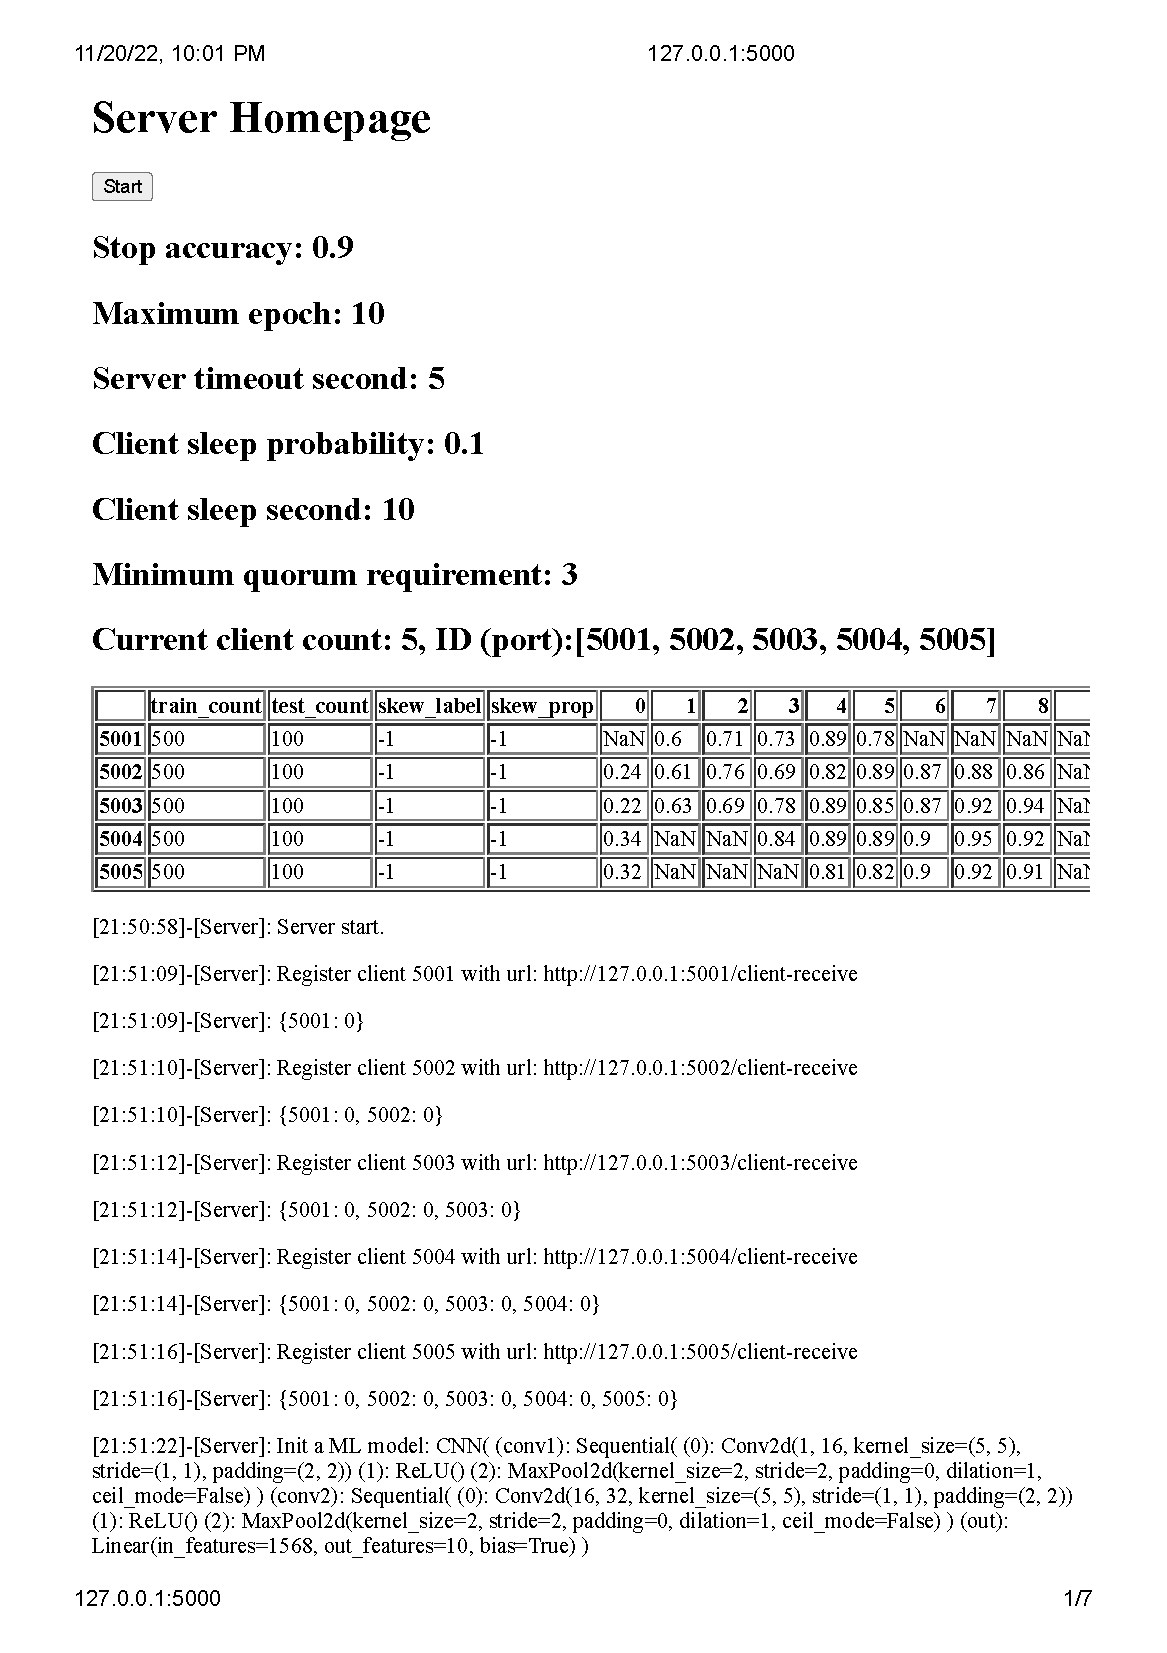 11/20/22, 10:01 PM 127.0.0.1:5000
Server Homepage
Start
Stop accuracy: 0.9
Maximum epoch: 10
Server timeout second: 5
Client sleep probability: 0.1
Client sleep second: 10
Minimum quorum requirement: 3
Current client count: 5, ID (port):[5001, 5002, 5003, 5004, 5005]
train_count test_count skew_label skew_prop 0 1 2 3 4 5 6 7 8
5001 500 100 -1 -1 NaN 0.6 0.71 0.73 0.89 0.78 NaN NaN NaN NaN
5002 500 100 -1 -1 0.24 0.61 0.76 0.69 0.82 0.89 0.87 0.88 0.86 NaN
5003 500 100 -1 -1 0.22 0.63 0.69 0.78 0.89 0.85 0.87 0.92 0.94 NaN
5004 500 100 -1 -1 0.34 NaN NaN 0.84 0.89 0.89 0.9 0.95 0.92 NaN
5005 500 100 -1 -1 0.32 NaN NaN NaN 0.81 0.82 0.9 0.92 0.91 NaN
[21:50:58]-[Server]: Server start.
[21:51:09]-[Server]: Register client 5001 with url: http://127.0.0.1:5001/client-receive
[21:51:09]-[Server]: {5001: 0}
[21:51:10]-[Server]: Register client 5002 with url: http://127.0.0.1:5002/client-receive
[21:51:10]-[Server]: {5001: 0, 5002: 0}
[21:51:12]-[Server]: Register client 5003 with url: http://127.0.0.1:5003/client-receive
[21:51:12]-[Server]: {5001: 0, 5002: 0, 5003: 0}
[21:51:14]-[Server]: Register client 5004 with url: http://127.0.0.1:5004/client-receive
[21:51:14]-[Server]: {5001: 0, 5002: 0, 5003: 0, 5004: 0}
[21:51:16]-[Server]: Register client 5005 with url: http://127.0.0.1:5005/client-receive
[21:51:16]-[Server]: {5001: 0, 5002: 0, 5003: 0, 5004: 0, 5005: 0}
[21:51:22]-[Server]: Init a ML model: CNN( (conv1): Sequential( (0): Conv2d(1, 16, kernel_size=(5, 5),
stride=(1, 1), padding=(2, 2)) (1): ReLU() (2): MaxPool2d(kernel_size=2, stride=2, padding=0, dilation=1,
ceil_mode=False) ) (conv2): Sequential( (0): Conv2d(16, 32, kernel_size=(5, 5), stride=(1, 1), padding=(2, 2))
(1): ReLU() (2): MaxPool2d(kernel_size=2, stride=2, padding=0, dilation=1, ceil_mode=False) ) (out):
Linear(in_features=1568, out_features=10, bias=True) )
127.0.0.1:5000 1/7